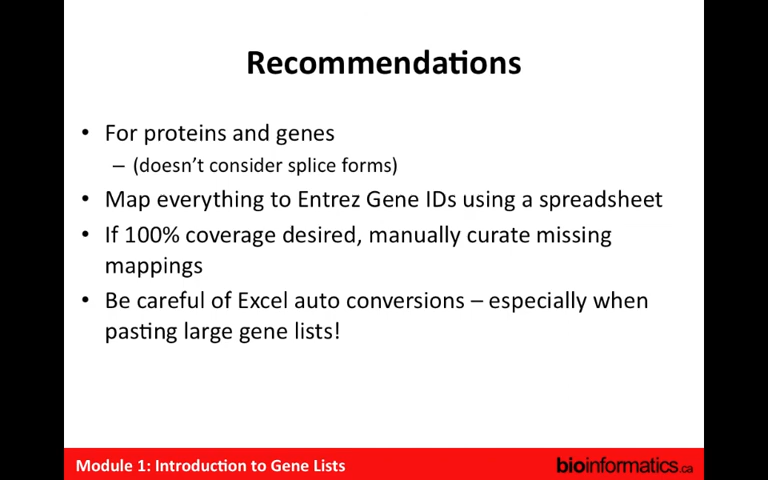 Recommendations
• For proteins and genes
– (doesn't consider splice forms)
• Map everything to Entrez Gene IDs using a spreadsheet
• If 100% coverage desired, manually curate missing
mappings
• Be careful of Excel auto conversions – especially when
pasting large gene lists!
Module 1: Introduction to Gene Lists
bioinformatics.ca